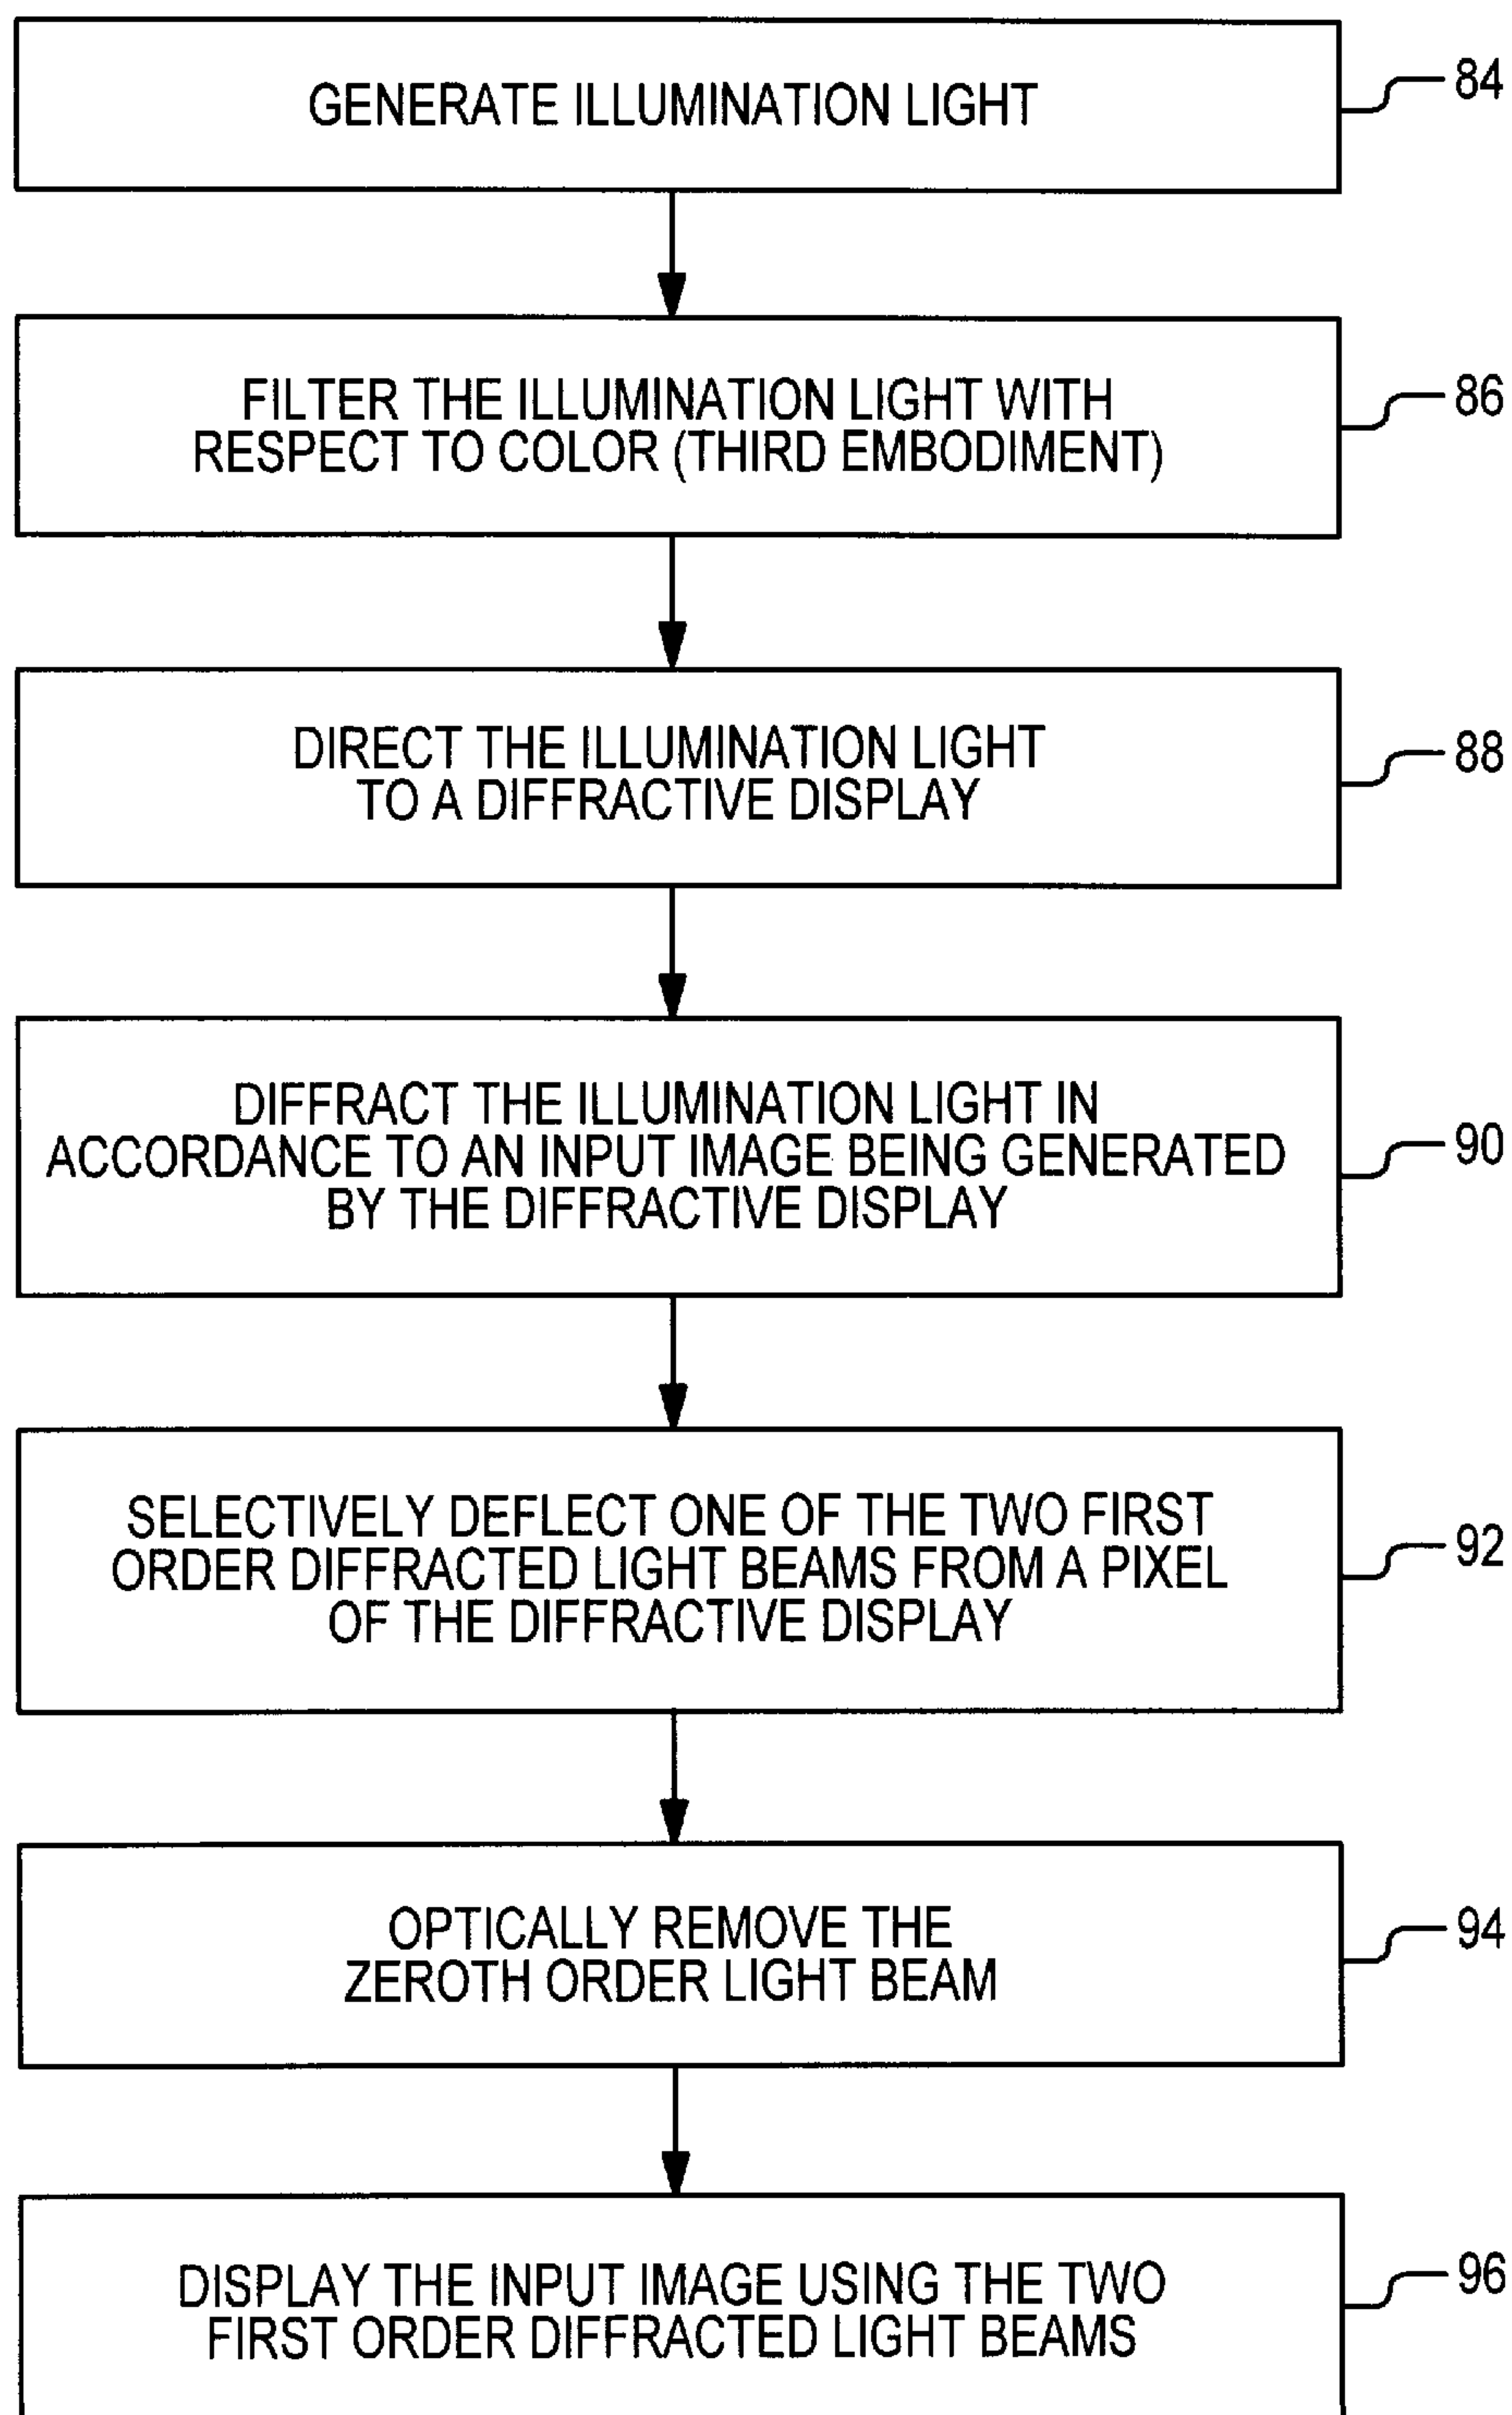 GENERATE ILLUMINATION LIGHT
84
FILTER THE ILLUMINATION LIGHT WITH
RESPECT TO COLOR (THIRD EMBODIMENT)
86
DIRECT THE ILLUMINATION LIGHT
TO A DIFFRACTIVE DISPLAY
88
DIFFRACT THE ILLUMINATION LIGHT IN
ACCORDANCE TO AN INPUT IMAGE BEING GENERATED
BY THE DIFFRACTIVE DISPLAY
90
SELECTIVELY DEFLECT ONE OF THE TWO FIRST
ORDER DIFFRACTED LIGHT BEAMS FROM A PIXEL
OF THE DIFFRACTIVE DISPLAY
92
OPTICALLY REMOVE THE
ZEROTH ORDER LIGHT BEAM
94
DISPLAY THE INPUT IMAGE USING THE TWO
FIRST ORDER DIFFRACTED LIGHT BEAMS
96